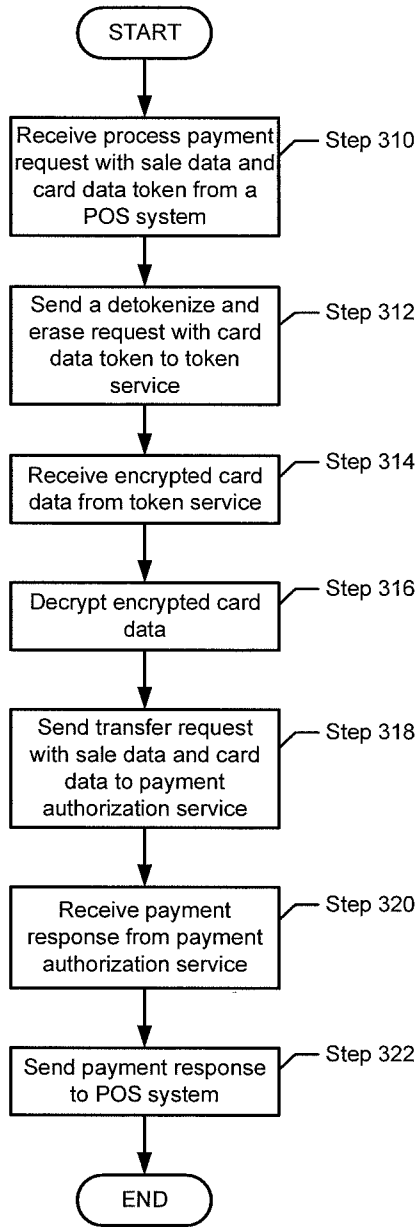 START
Receive process payment
request with sale data and
card data token from a
POS system
Step 310
Send a detokenize and
erase request with card
data token to token
service
Step 312
Receive encrypted card
data from token service
Step 314
Decrypt encrypted card
data
Step 316
Send transfer request
with sale data and card
data to payment
authorization service
Step 318
Receive payment
response from payment
authorization service
Step 320
Send payment response
to POS system
Step 322
END